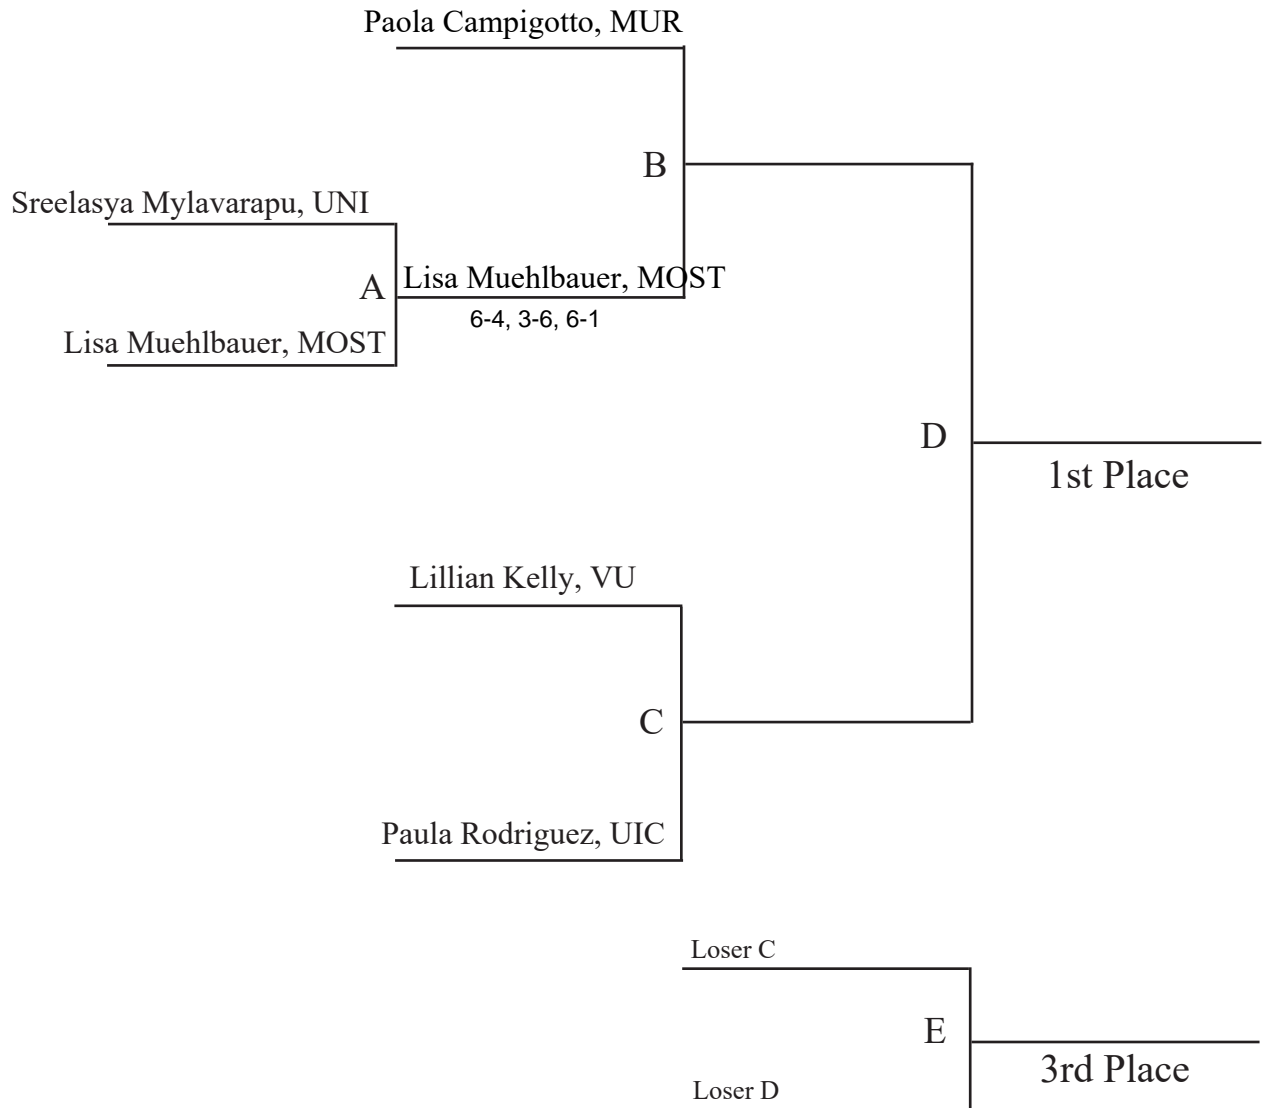 Paola Campigotto, MUR
B
Sreelasya Mylavarapu, UNI
A
Lisa Muehlbauer, MOST
6-4, 3-6, 6-1
Lisa Muehlbauer, MOST
D
1st Place
Lillian Kelly, VU
C
Paula Rodriguez, UIC
Loser C
E
3rd Place
Loser D